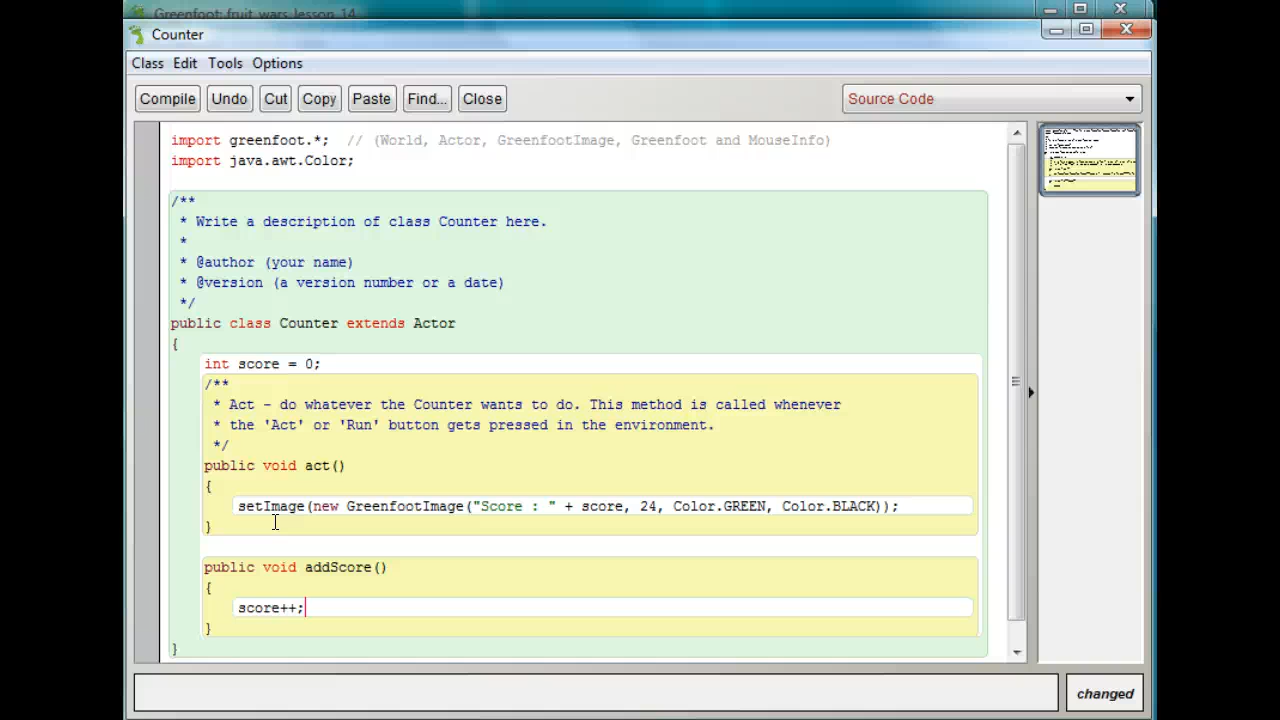 Greenfoot: fruit wars lesson 14
Counter
Class Edit Tools Options
Compile Undo Cut Copy Paste Find... Close Source Code
import greenfoot.*;  // (World, Actor, GreenfootImage, Greenfoot and MouseInfo)
import java.awt.Color;
/**
 * Write a description of class Counter here.
 *
 * @author (your name)
 * @version (a version number or a date)
 */
public class Counter extends Actor
{
    int score = 0;
    /**
     * Act - do whatever the Counter wants to do. This method is called whenever
     * the 'Act' or 'Run' button gets pressed in the environment.
     */
    public void act()
    {
        setImage(new GreenfootImage("Score : " + score, 24, Color.GREEN, Color.BLACK));
    }
    public void addScore()
    {
        score++;
    }
}
changed